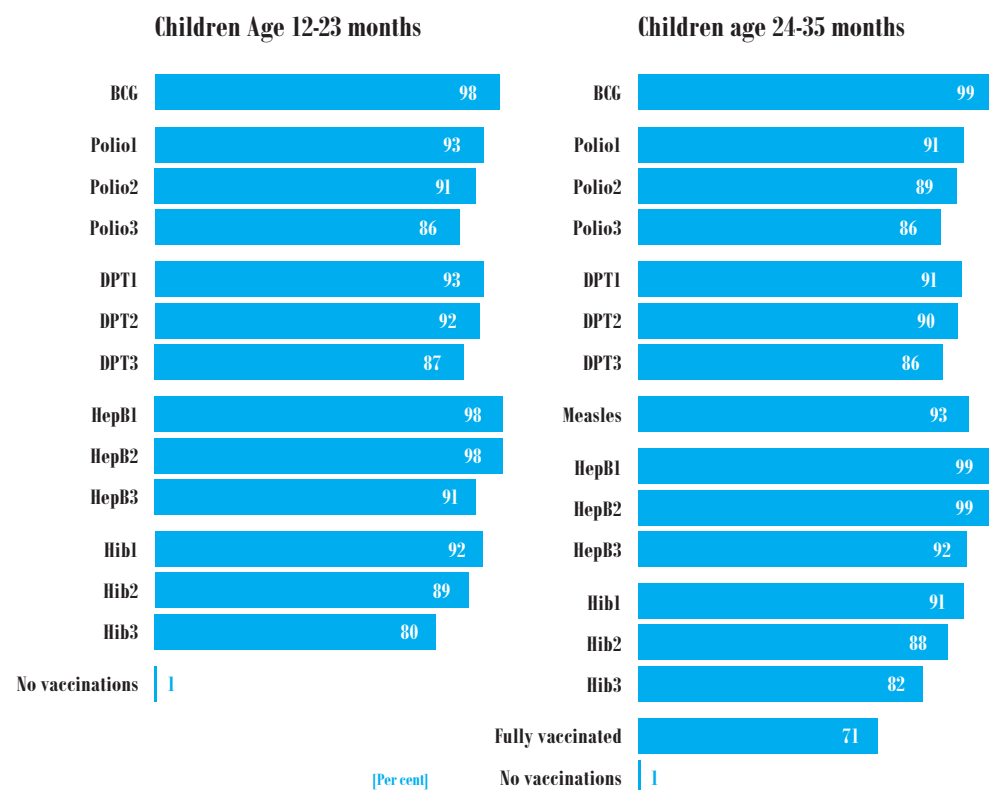 Children Age 12-23 months
BCG 98
Polio1 93
Polio2 91
Polio3 86
DPT1 93
DPT2 92
DPT3 87
HepB1 98
HepB2 98
HepB3 91
Hib1 92
Hib2 89
Hib3 80
No vaccinations 1
Children age 24-35 months
BCG 99
Polio1 91
Polio2 89
Polio3 86
DPT1 91
DPT2 90
DPT3 86
Measles 93
HepB1 99
HepB2 99
HepB3 92
Hib1 91
Hib2 88
Hib3 82
Fully vaccinated 71
No vaccinations 1
[Per cent]